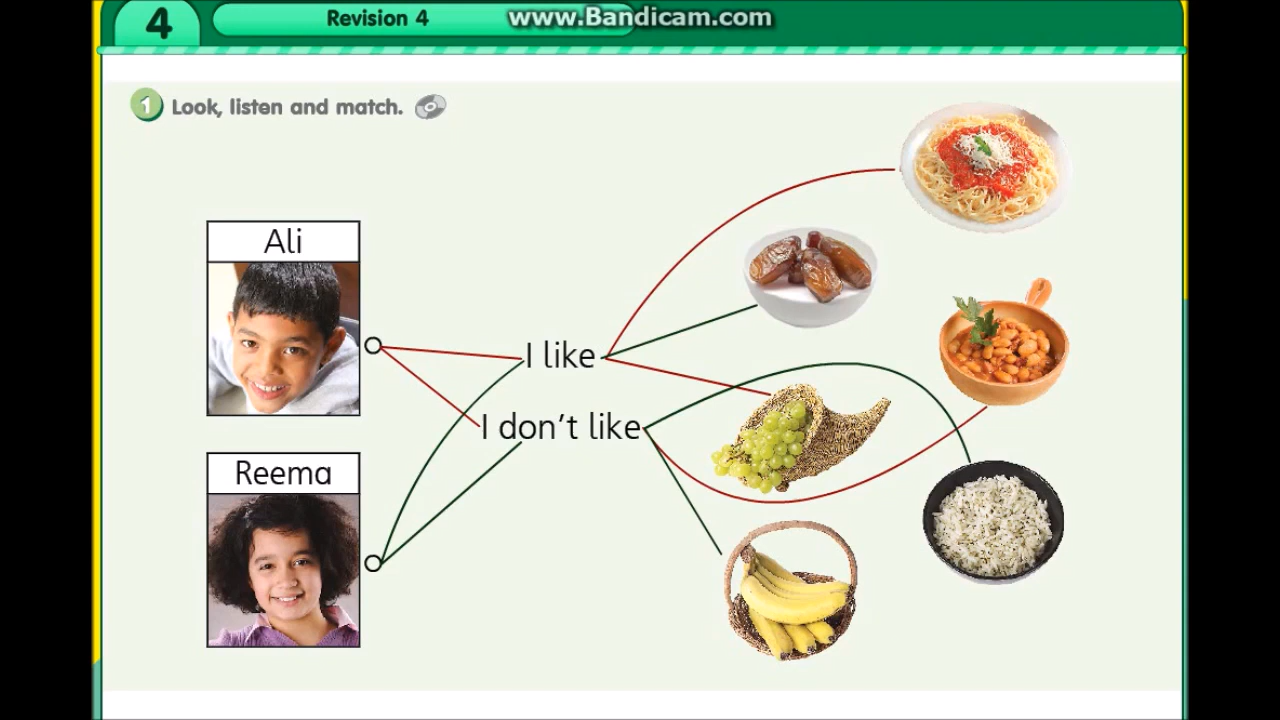 www.Bandicam.com
4 Revision 4
1 Look, listen and match.
Ali
I like
I don't like
Reema